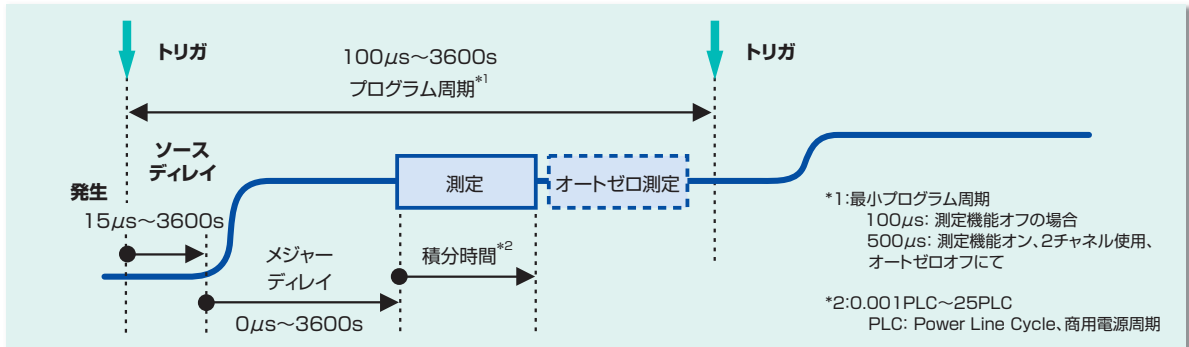 トリガ
100μs～3600s
プログラム周期*1
トリガ
ソース
ディレイ
発生
15μs～3600s
測定
オートゼロ測定
メジャー
ディレイ
0μs～3600s
積分時間*2
*1:最小プログラム周期
100μs: 測定機能オフの場合
500μs: 測定機能オン、2チャネル使用、
オートゼロオフにて
*2:0.001PLC～25PLC
PLC: Power Line Cycle、商用電源周期